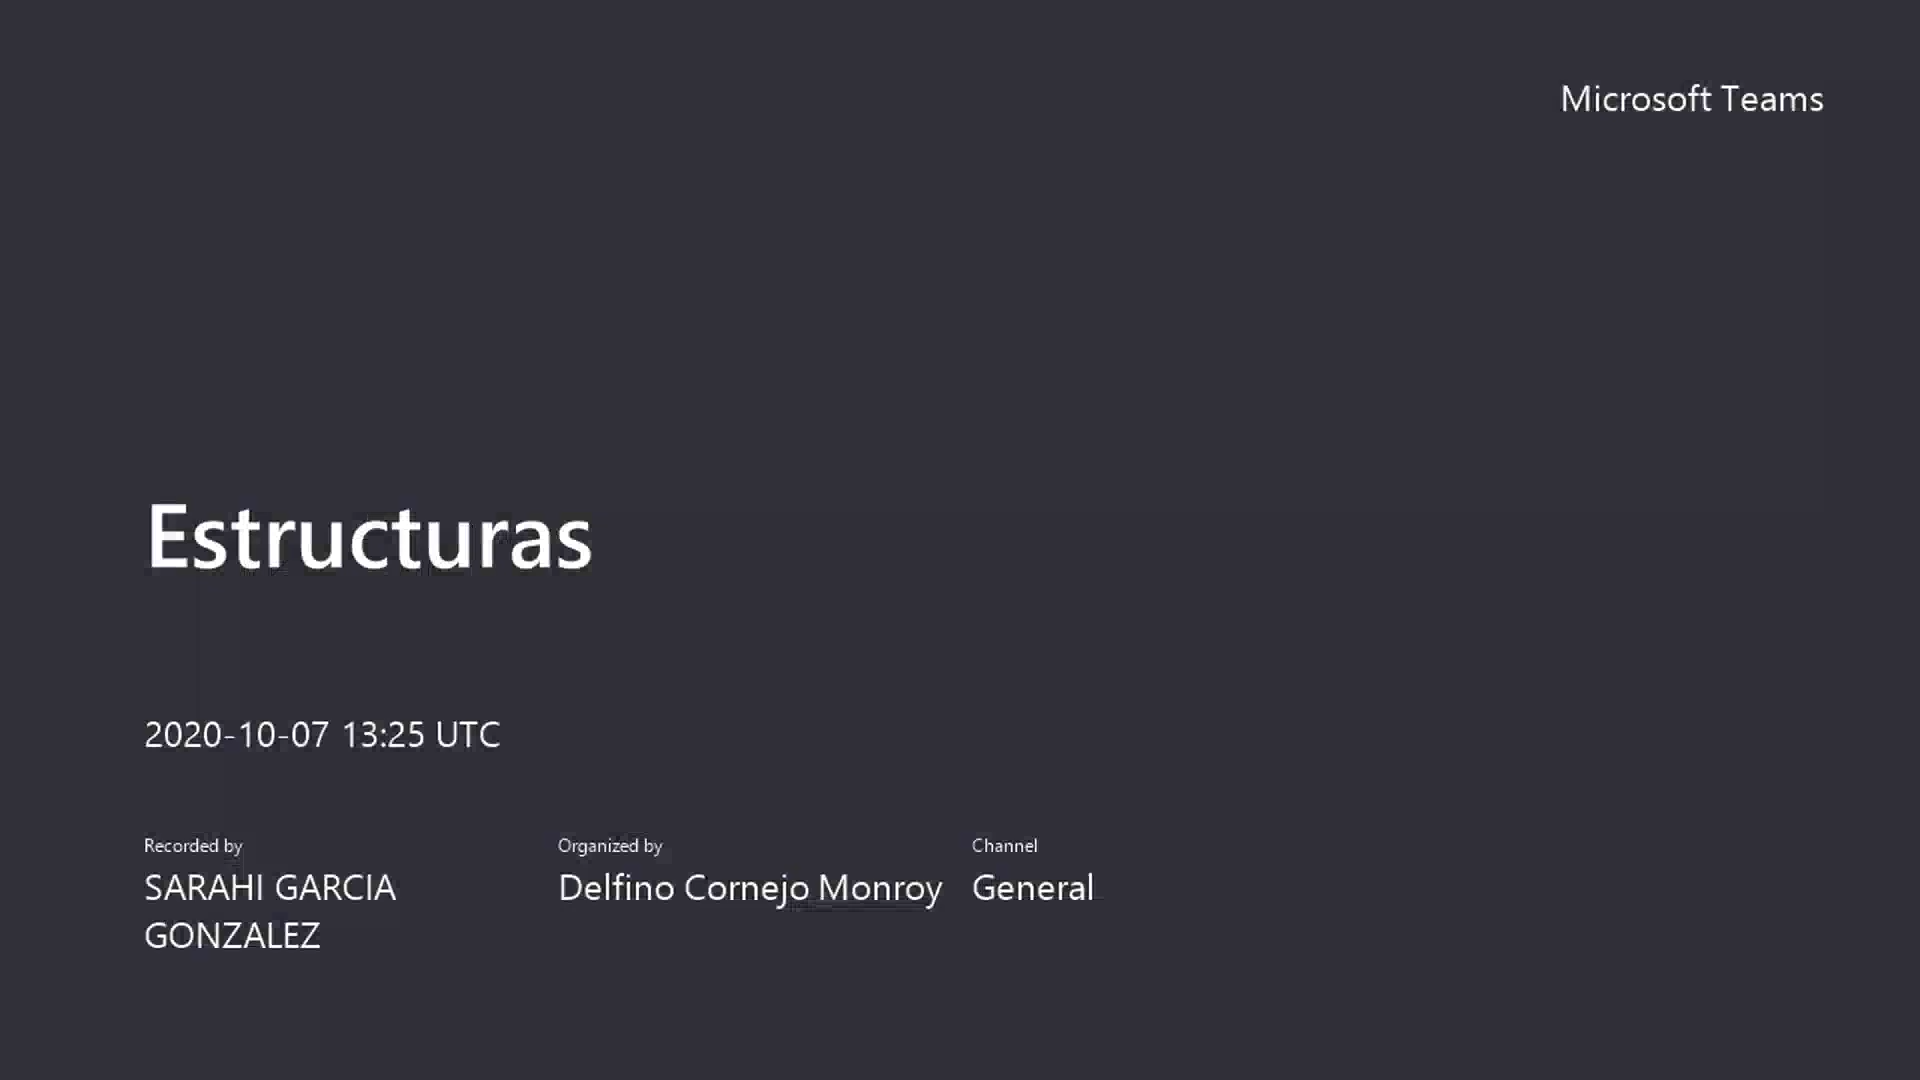 Microsoft Teams
Estructuras
2020-10-07 13:25 UTC
Recorded by
SARAHI GARCIA
GONZALEZ
Organized by
Delfino Cornejo Monroy
Channel
General